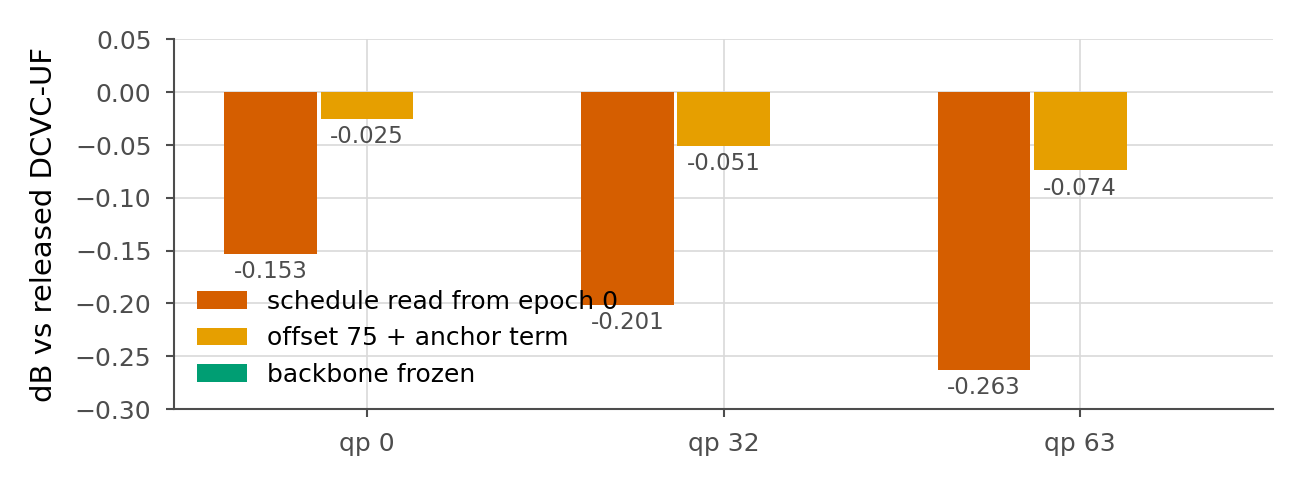 dB vs released DCVC-UF
0.05
0.00
−0.05
−0.10
−0.15
−0.20
−0.25
−0.30
-0.153
-0.025
-0.201
-0.051
-0.263
-0.074
schedule read from epoch 0
offset 75 + anchor term
backbone frozen
qp 0
qp 32
qp 63